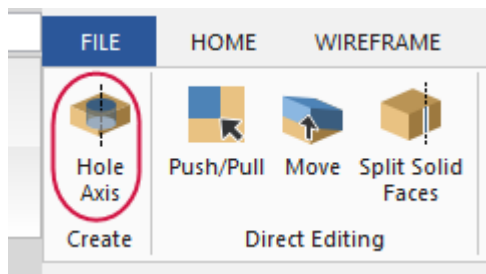 FILE HOME WIREFRAME
Hole Axis
Push/Pull Move Split Solid Faces
Create Direct Editing